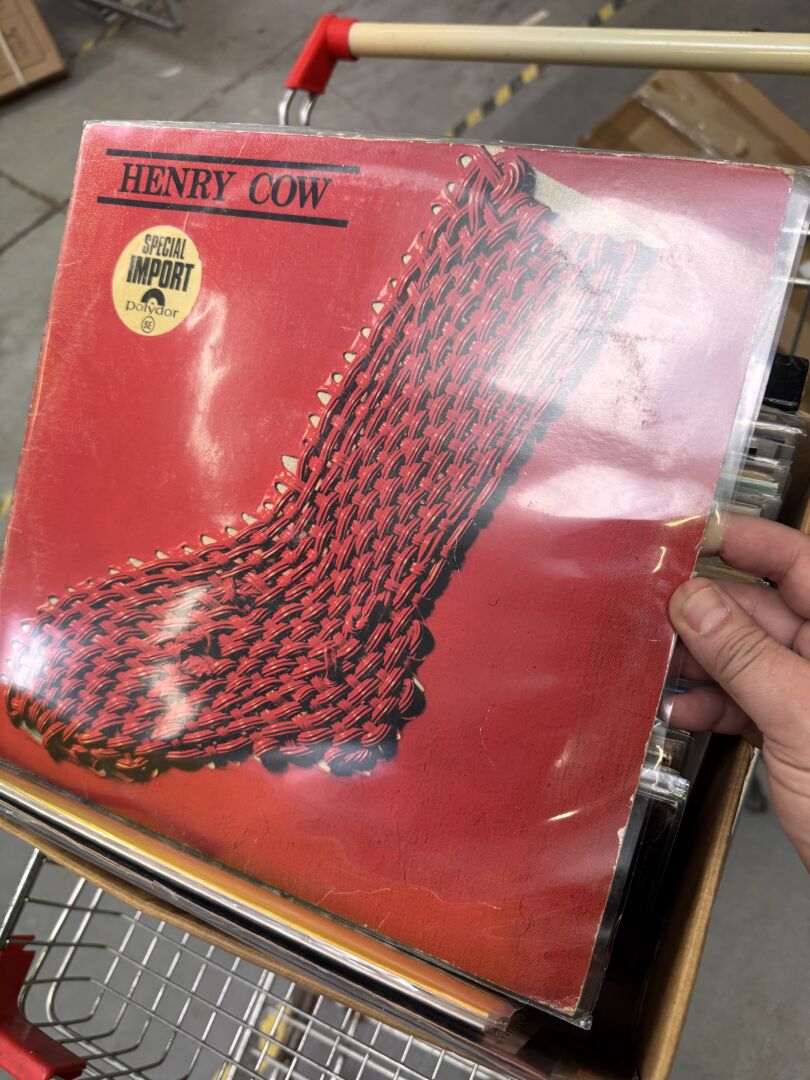 HENRY COW
SPECIAL
IMPORT
polydor
SE